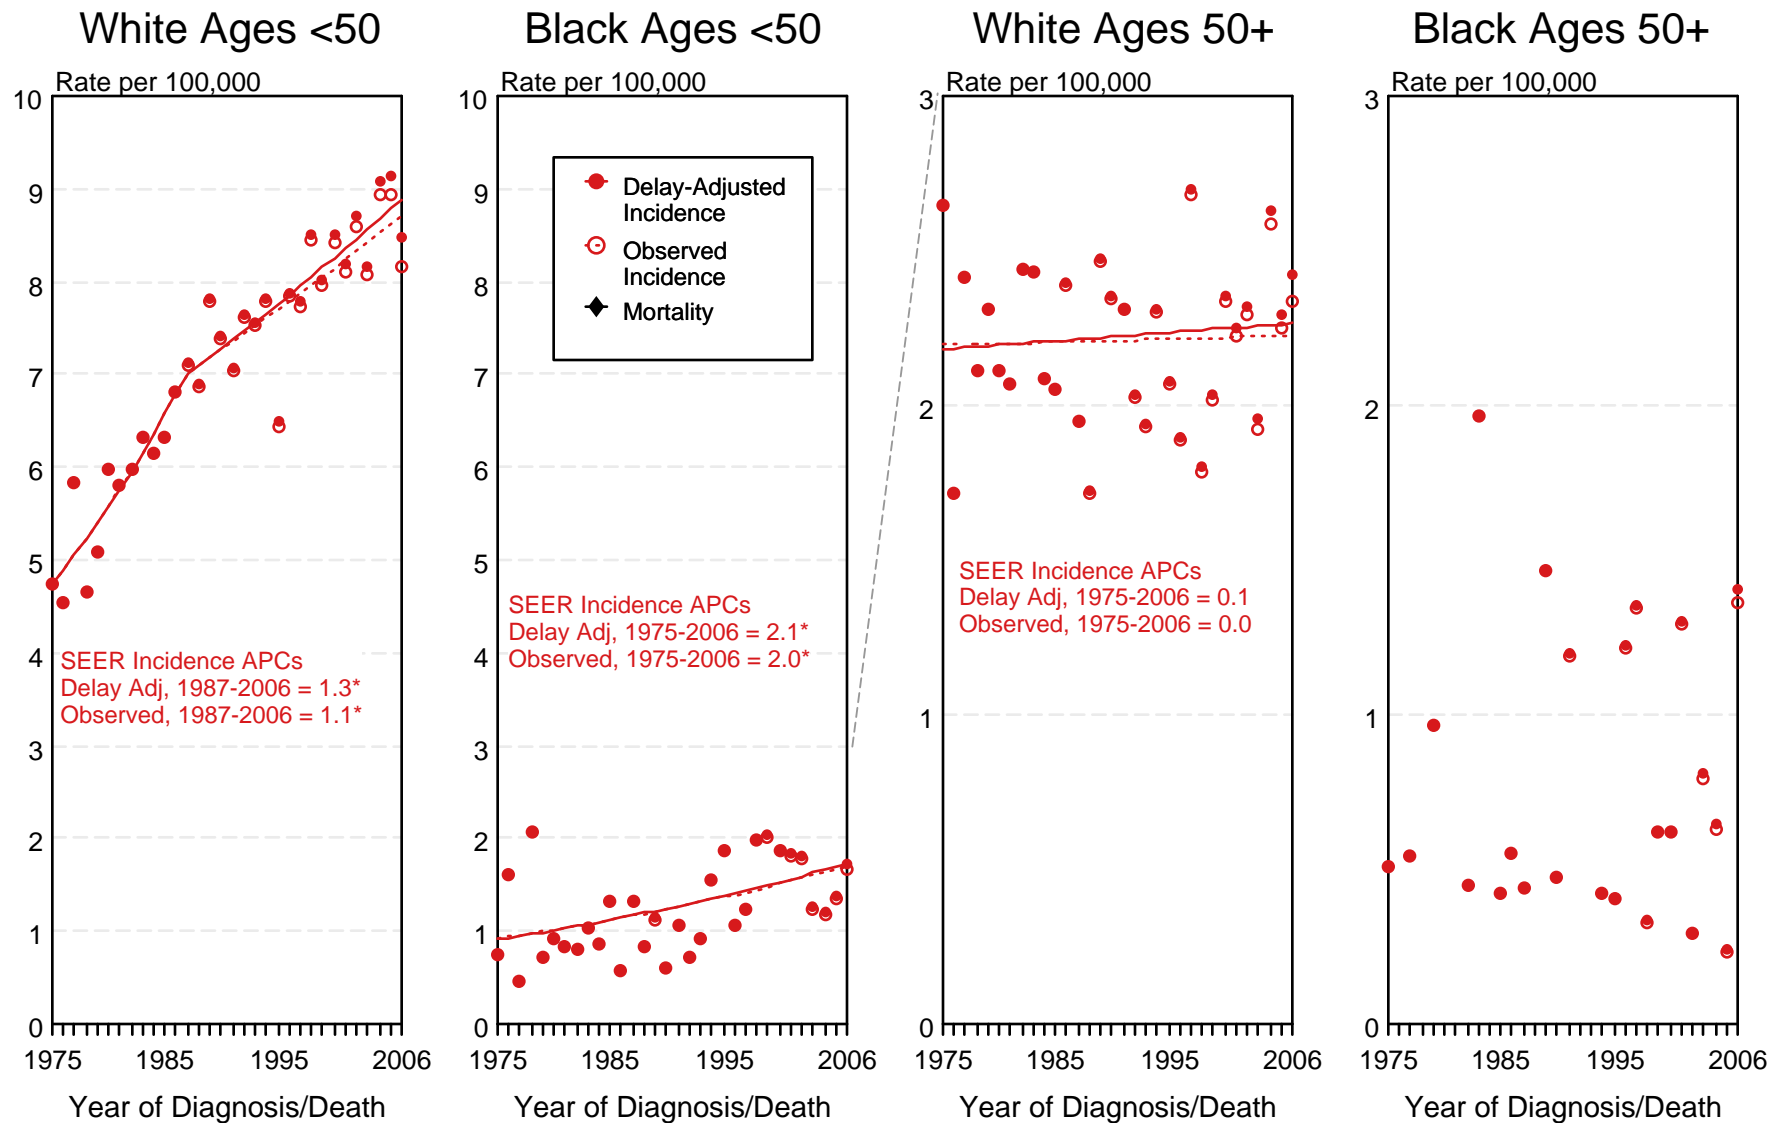 White Ages <50
Black Ages <50
White Ages 50+
Black Ages 50+
Rate per 100,000
10
9
8
7
6
5
4
3
2
1
0
SEER Incidence APCs
Delay Adj, 1987-2006 = 1.3*
Observed, 1987-2006 = 1.1*
1975
1985
1995
2006
Year of Diagnosis/Death
Rate per 100,000
10
9
8
7
6
5
4
3
2
1
0
Delay-Adjusted
Incidence
Observed
Incidence
Mortality
SEER Incidence APCs
Delay Adj, 1975-2006 = 2.1*
Observed, 1975-2006 = 2.0*
1975
1985
1995
2006
Year of Diagnosis/Death
Rate per 100,000
3
2
1
0
SEER Incidence APCs
Delay Adj, 1975-2006 = 0.1
Observed, 1975-2006 = 0.0
1975
1985
1995
2006
Year of Diagnosis/Death
Rate per 100,000
3
2
1
0
1975
1985
1995
2006
Year of Diagnosis/Death